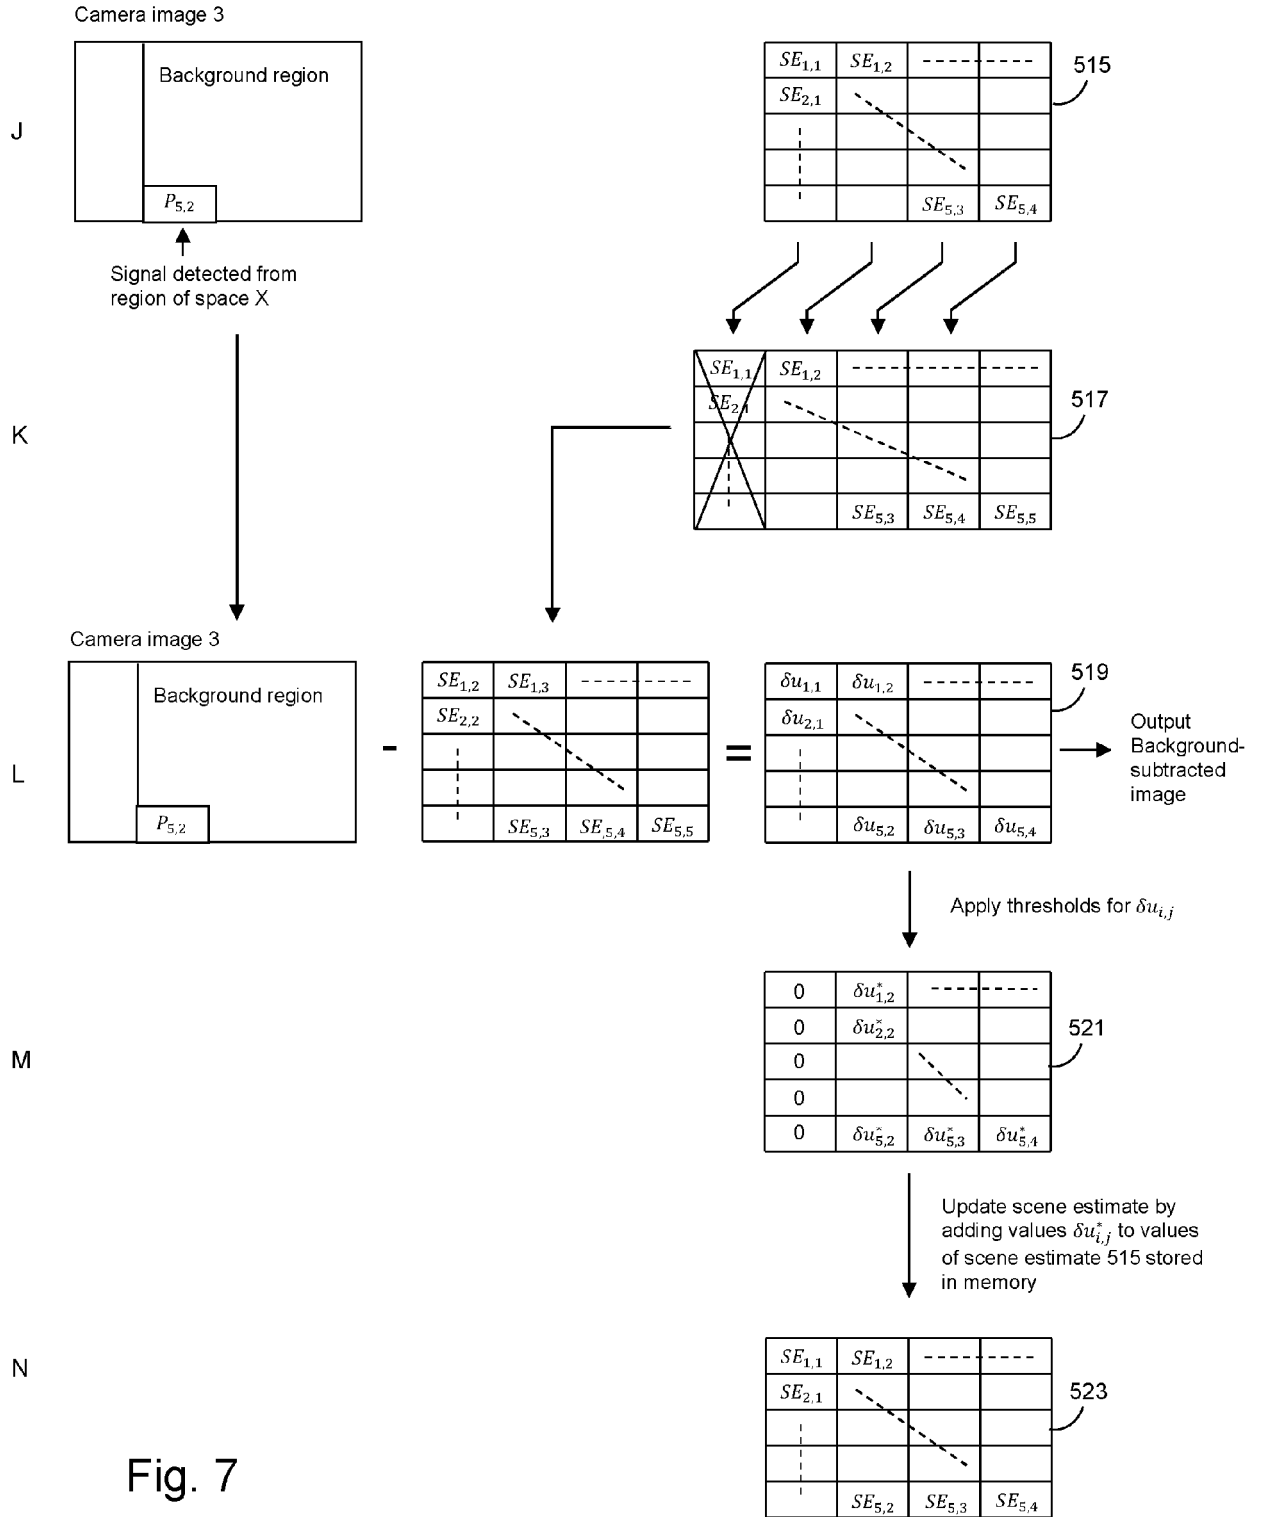 Camera image 3
Background region
J
P5,2
Signal detected from
region of space X
SE1,1 SE1,2
SE2,1
SE5,3 SE5,4
515
K
SE1,1 SE1,2
SE2,1
SE5,3 SE5,4 SE5,5
517
L
Camera image 3
Background region
P5,2
-
SE1,2 SE1,3
SE2,2
SE5,3 SE,5,4 SE5,5
=
δu1,1 δu1,2
δu2,1
δu5,2 δu5,3 δu5,4
519
Output
Background-
subtracted
image
Apply thresholds for δui,j
M
0 δu*1,2
0 δu*2,2
0
0
0 δu*5,2 δu*5,3 δu*5,4
521
Update scene estimate by
adding values δu*i,j to values
of scene estimate 515 stored
in memory
N
SE1,1 SE1,2
SE2,1
SE5,2 SE5,3 SE5,4
523
Fig. 7